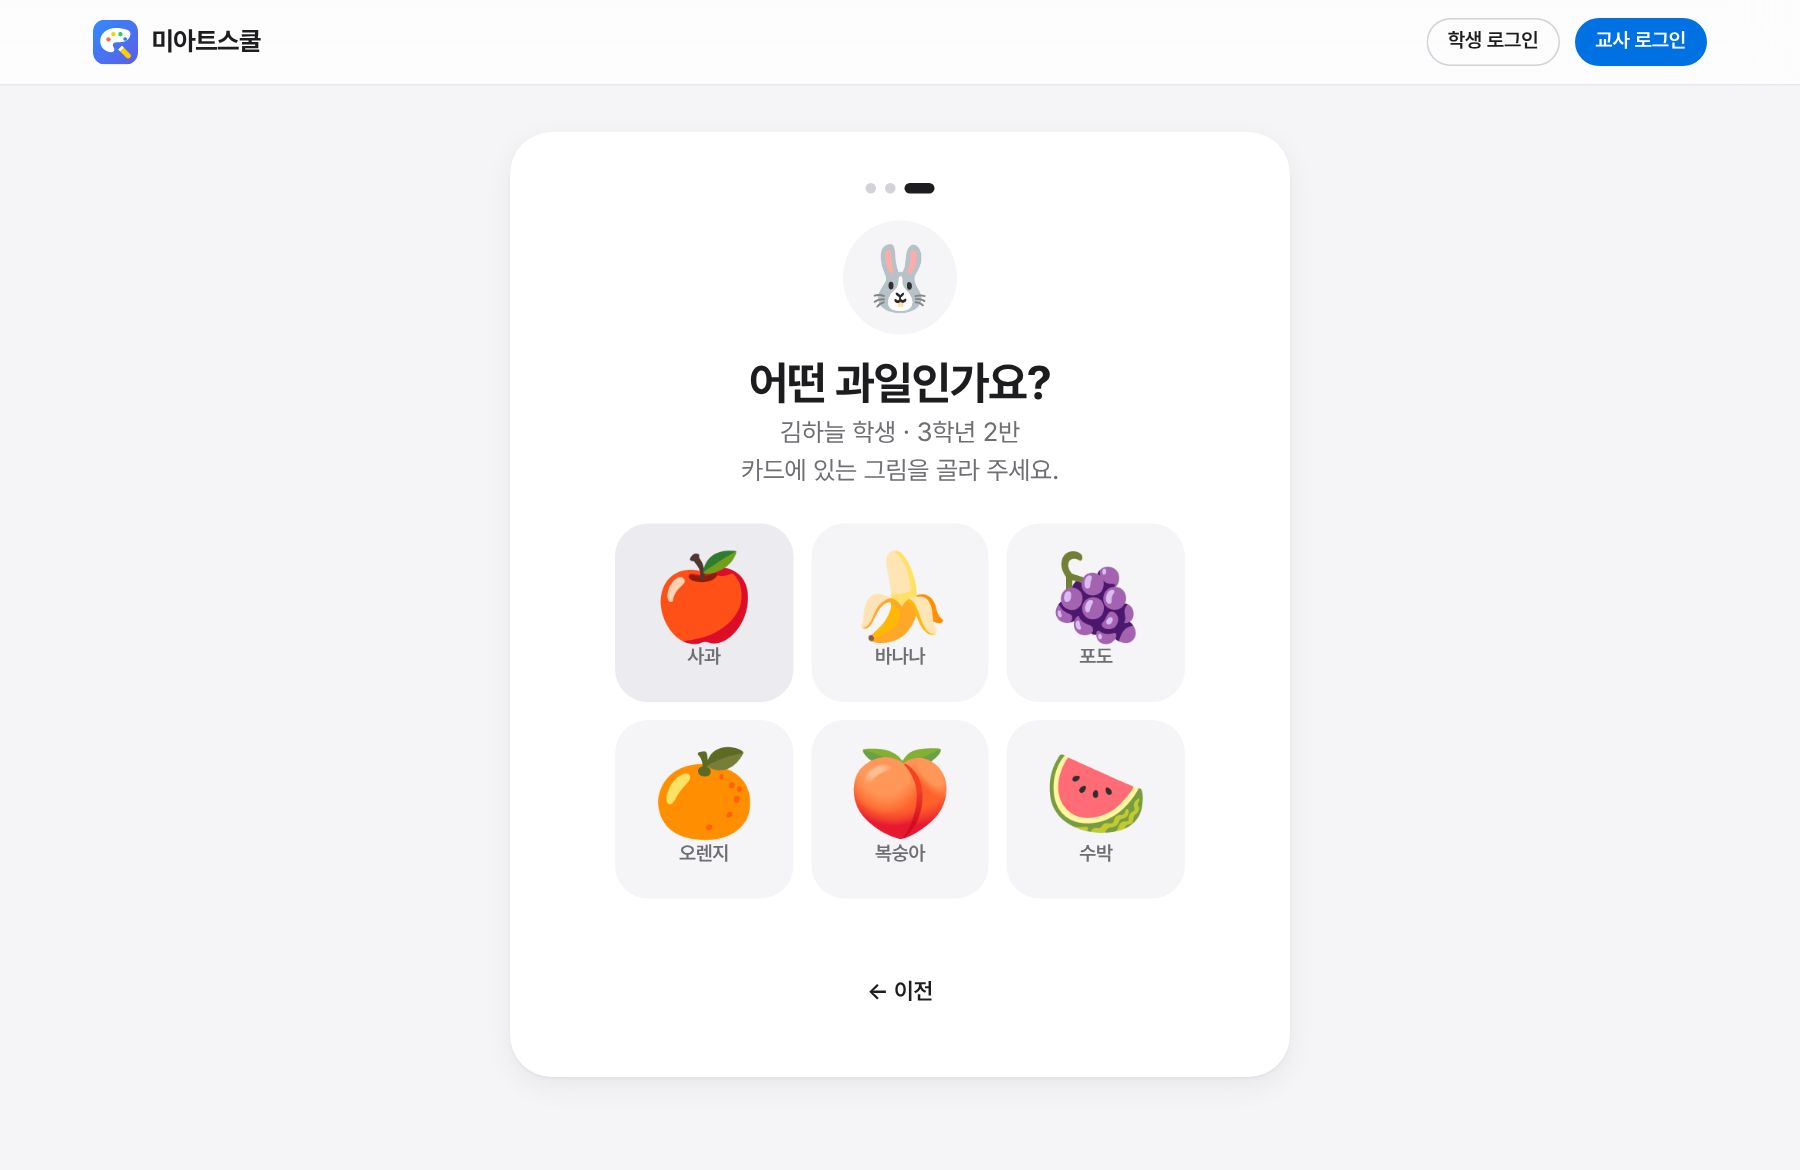 미아트스쿨
학생 로그인
교사 로그인
어떤 과일인가요?
김하늘 학생 · 3학년 2반
카드에 있는 그림을 골라 주세요.
사과
바나나
포도
오렌지
복숭아
수박
← 이전